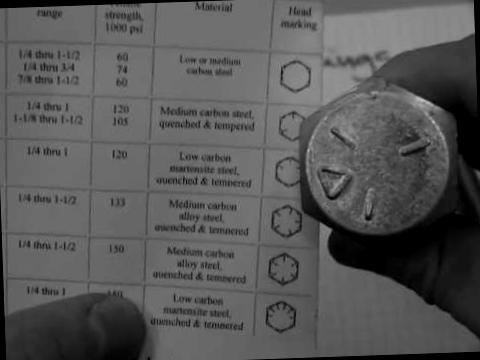 range
strength,
1000 psi
Material
Head
marking
1/4 thru 1-1/2
1/4 thru 3/4
7/8 thru 1-1/2
60
74
60
Low or medium
carbon steel
1/4 thru 1
1-1/8 thru 1-1/2
120
105
Medium carbon steel,
quenched & tempered
1/4 thru 1
120
Low carbon
martensite steel,
quenched & tempered
1/4 thru 1-1/2
133
Medium carbon
alloy steel,
quenched & tempered
1/4 thru 1-1/2
150
Medium carbon
alloy steel,
quenched & tempered
1/4 thru 1
Low carbon
martensite steel,
quenched & tempered